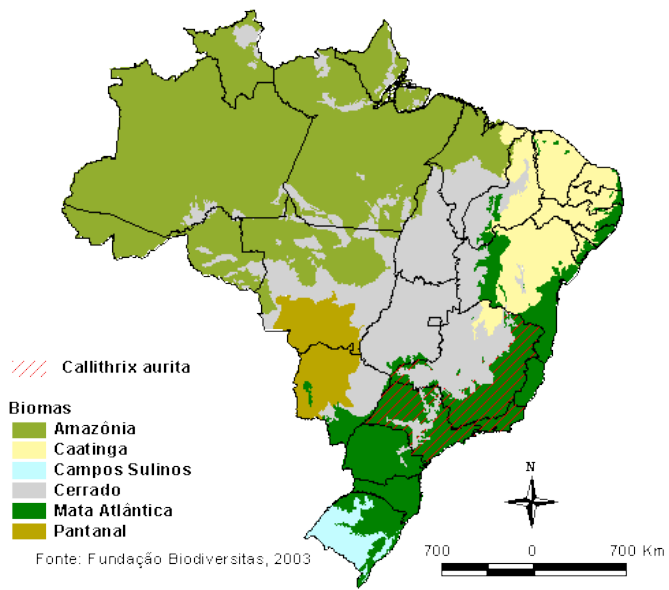 Callithrix aurita
Biomas
Amazônia
Caatinga
Campos Sulinos
Cerrado
Mata Atlântica
Pantanal
Fonte: Fundação Biodiversitas, 2003
N
700 0 700 Km